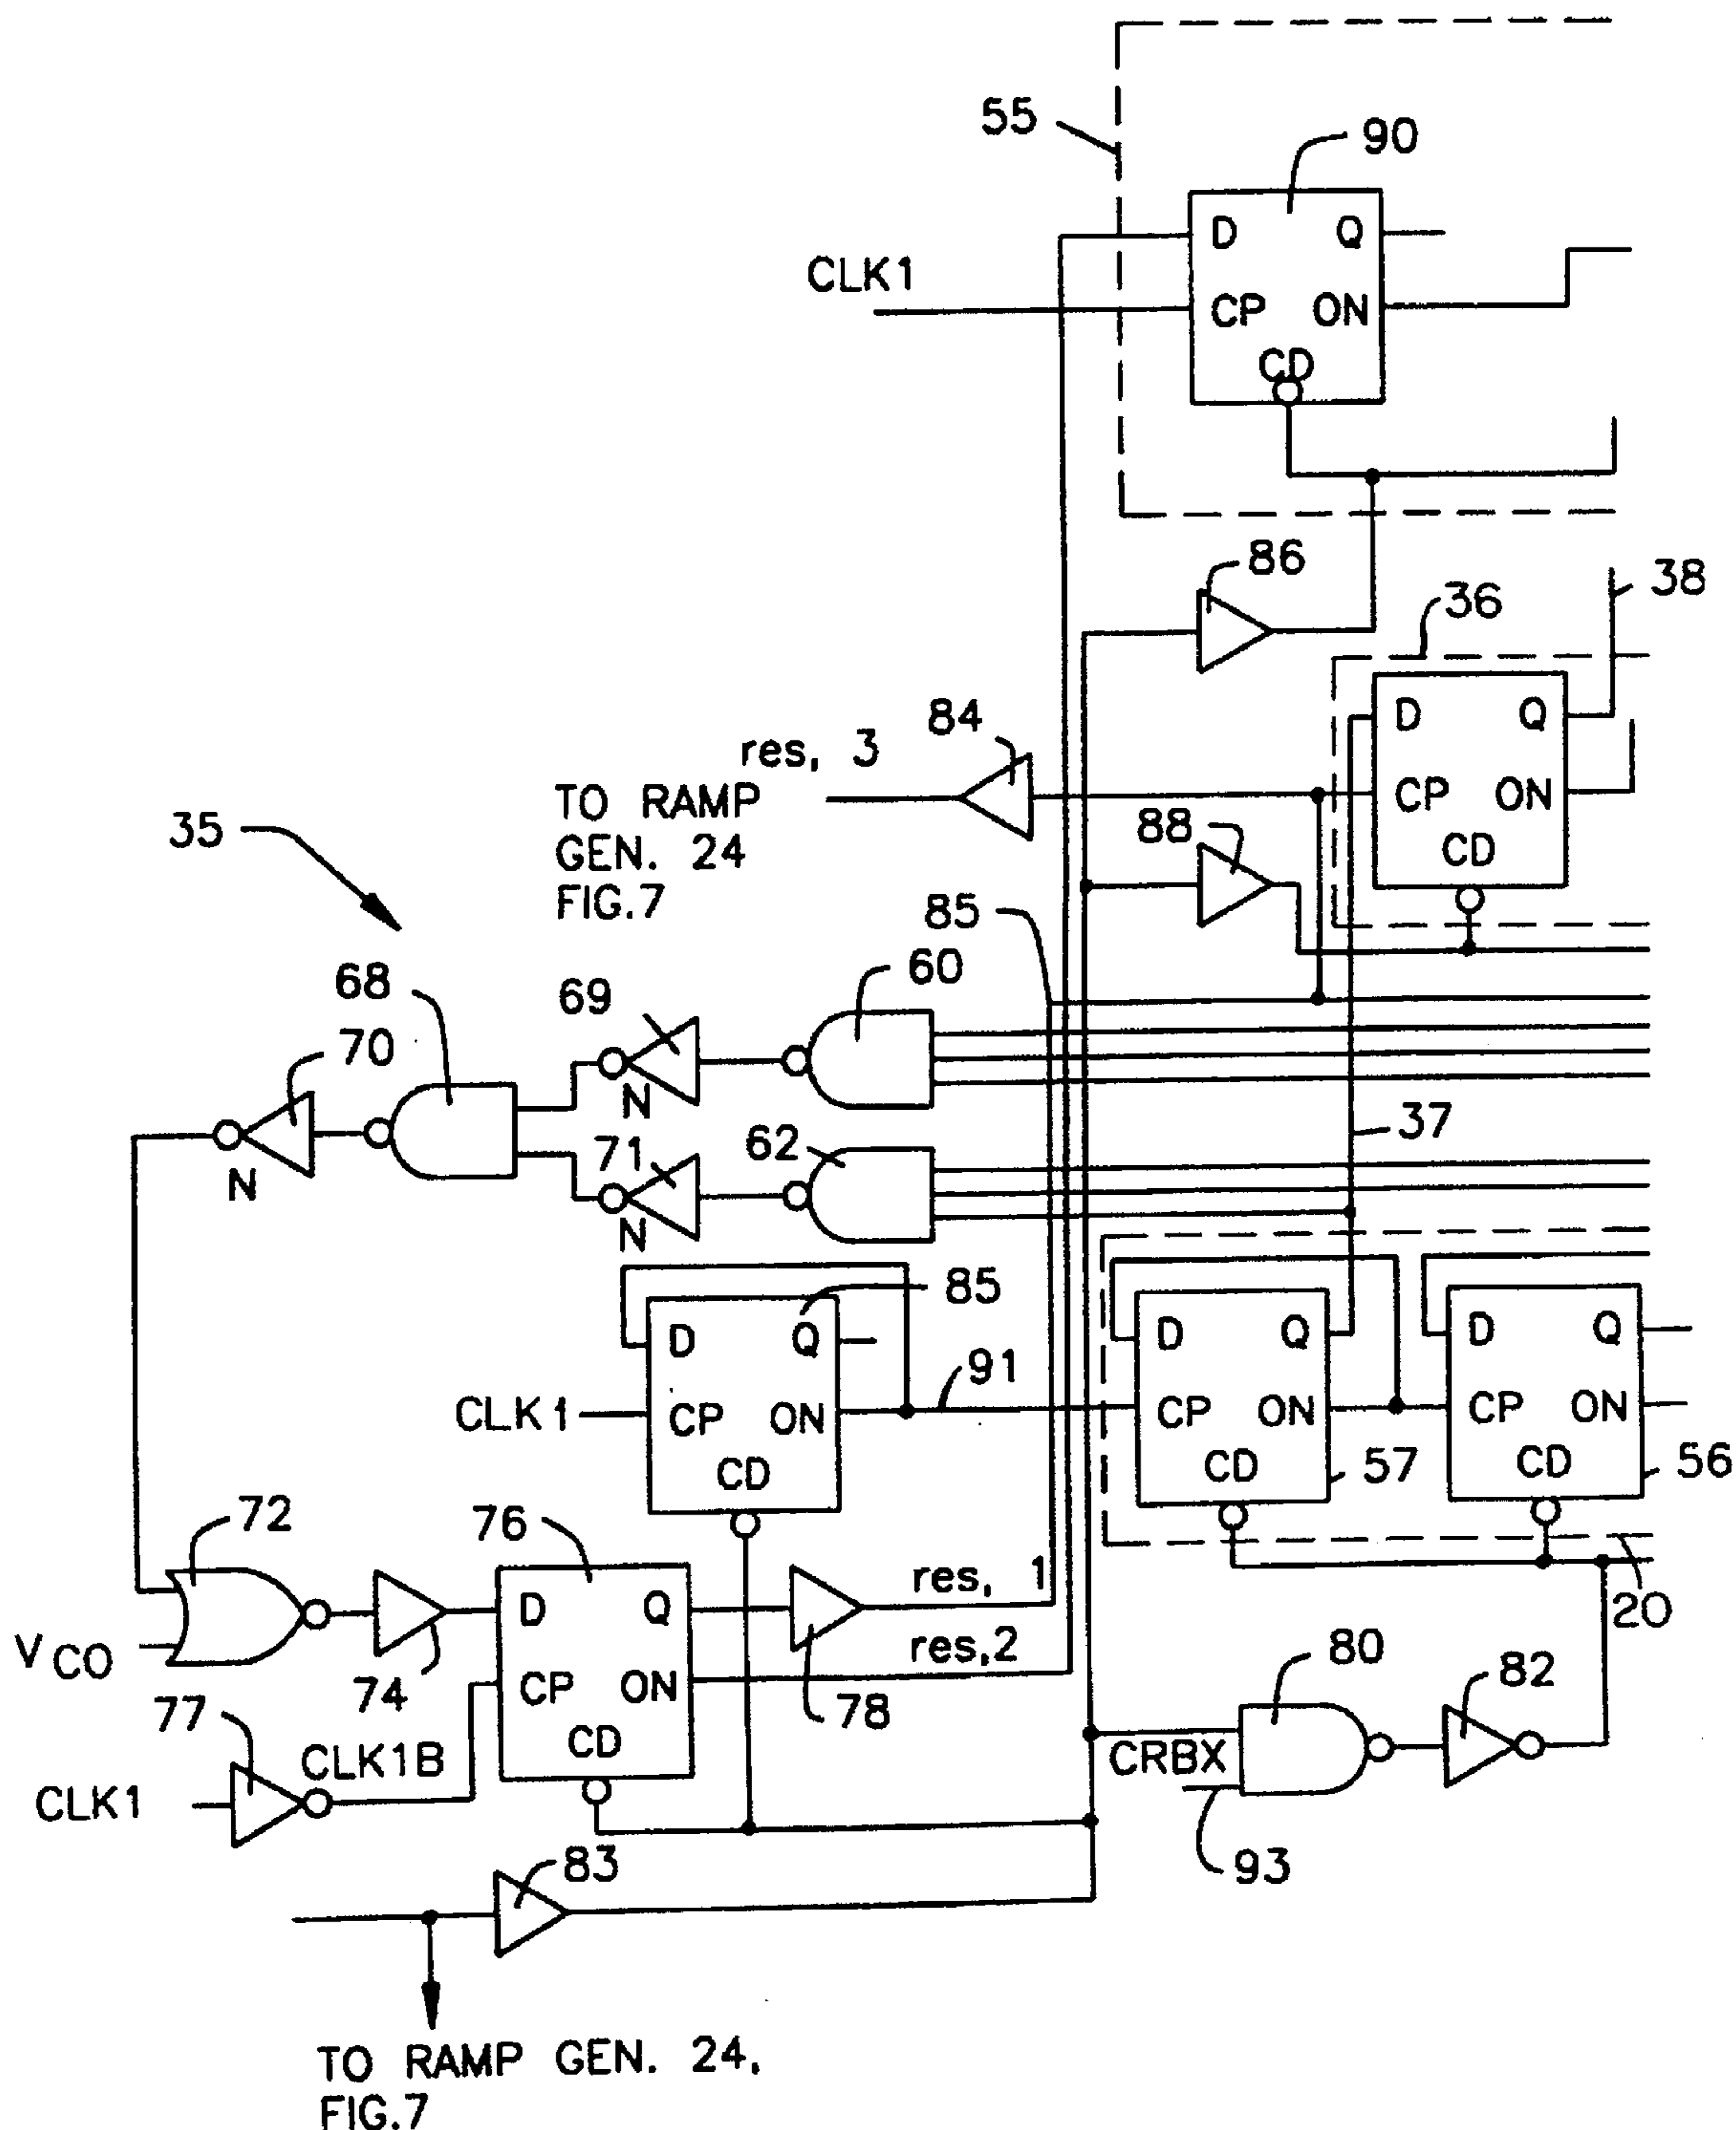 55
90
D Q
CLK1
CP ON
CD
86
36
38
84
D Q
res, 3
TO RAMP
GEN. 24
FIG.7
CP ON
88
CD
35
85
60
68
69
70
N
37
62
71
N
N
85
D Q
D Q
D Q
91
CLK1
CP ON
CP ON
CP ON
CD
CD
57
CD
56
72
76
res, 1
D Q
20
VCO
res,2
80
74
CP ON
82
77
78
CLK1B
CD
CRBX
CLK1
83
93
TO RAMP GEN. 24,
FIG.7